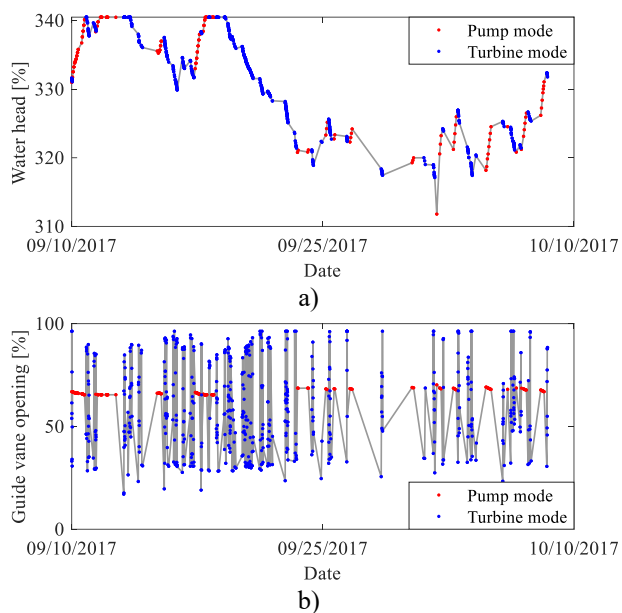 340
330
320
310
Water head [%]
Pump mode
Turbine mode
09/10/2017
09/25/2017
10/10/2017
Date
a)
100
50
0
Guide vane opening [%]
Pump mode
Turbine mode
09/10/2017
09/25/2017
10/10/2017
Date
b)